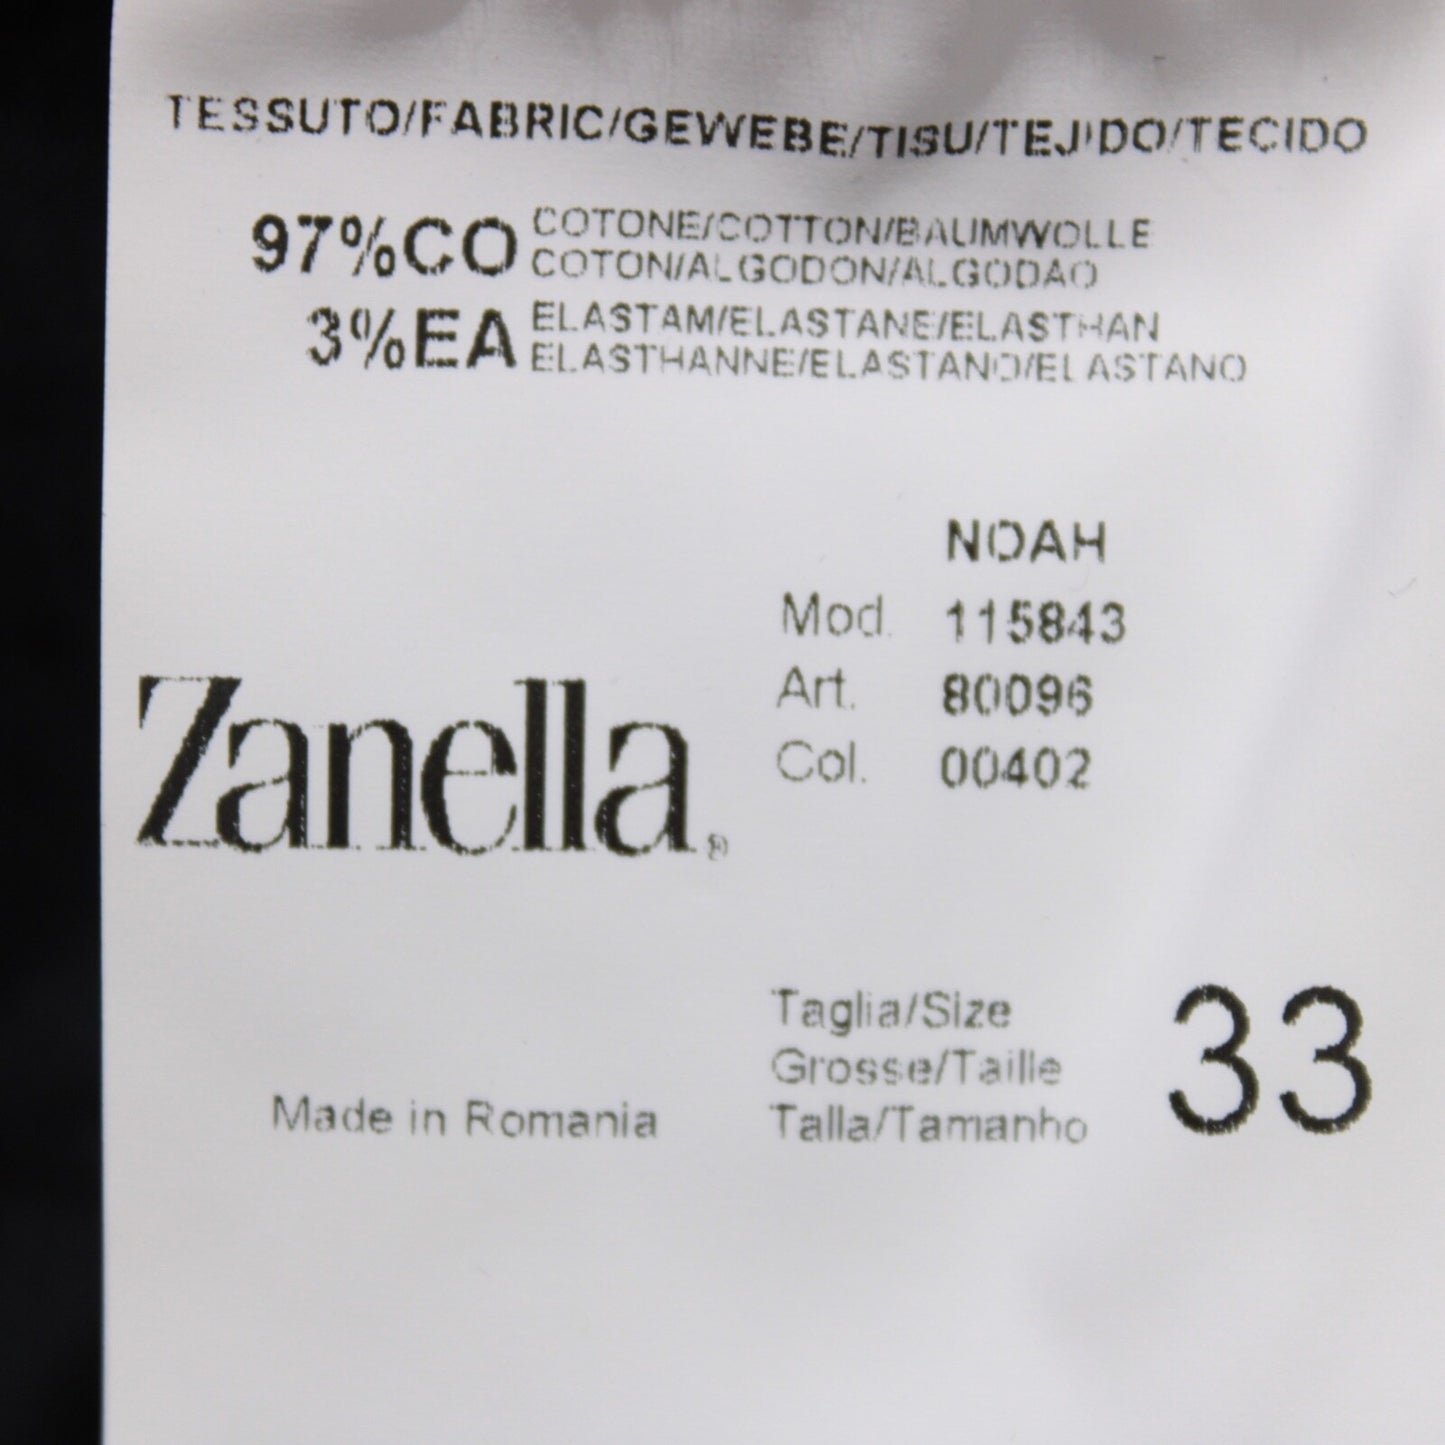 TESSUTO/FABRIC/GEWEBE/TISU/TEJIDO/TECIDO
97%CO COTONE/COTTON/BAUMWOLLE
COTON/ALGODON/ALGODAO
3%EA ELASTAM/ELASTANE/ELASTHAN
ELASTHANNE/ELASTANO/ELASTANO
NOAH
Mod. 115843
Art. 80096
Col. 00402
Zanella®
Taglia/Size
Grosse/Taille
Talla/Tamanho
33
Made in Romania